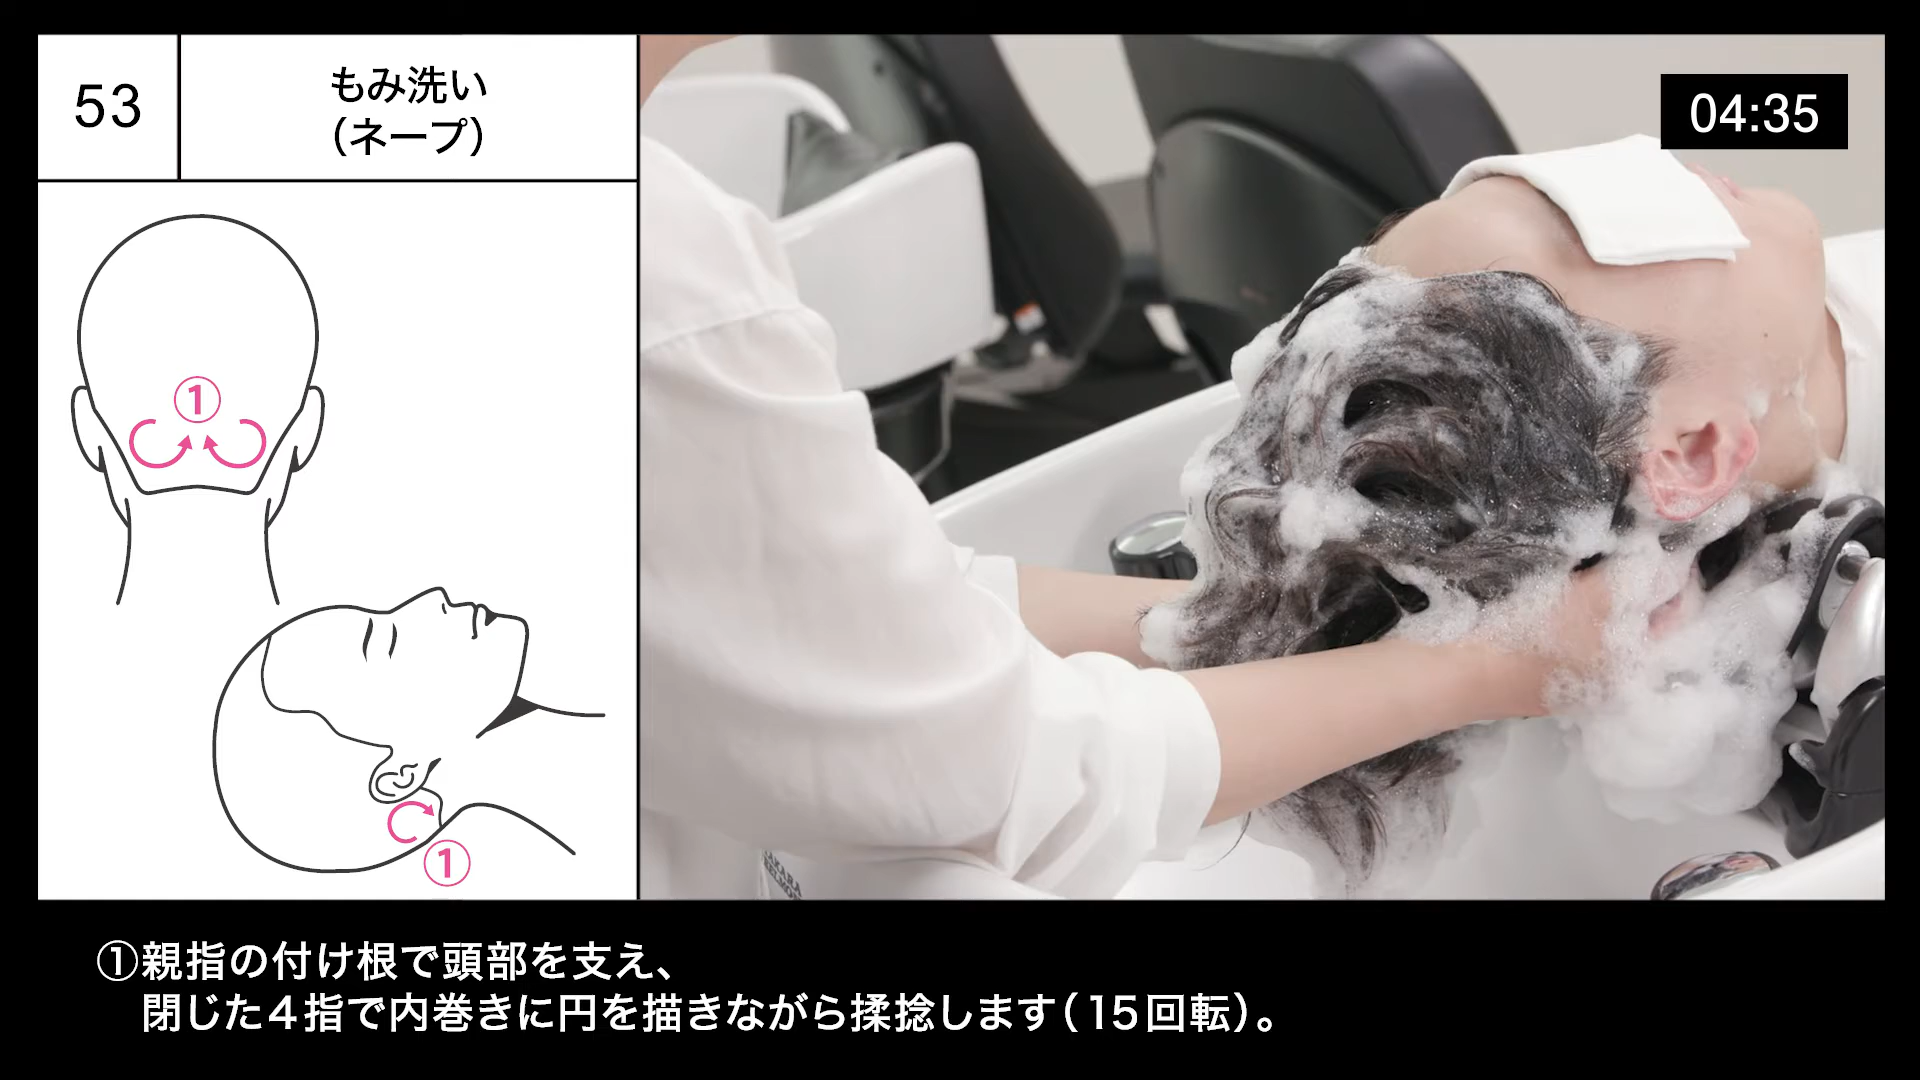 53
もみ洗い
（ネープ）
04:35
①
①
①親指の付け根で頭部を支え、
閉じた4指で内巻きに円を描きながら揉捻します（15回転）。